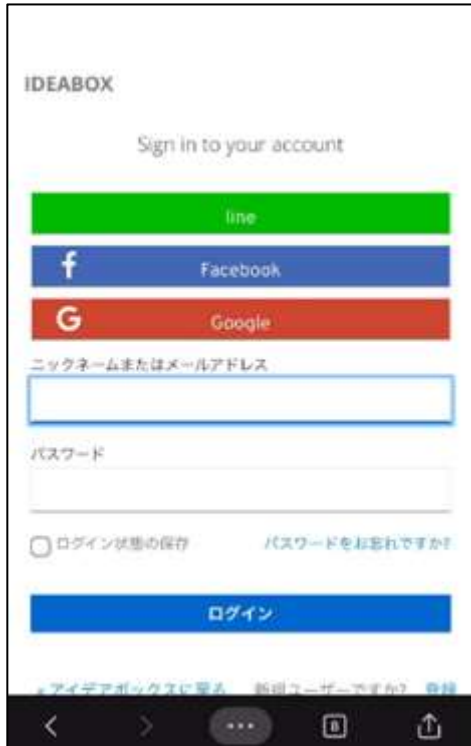 IDEABOX
Sign in to your account
line
Facebook
Google
ニックネームまたはメールアドレス
パスワード
ログイン状態の保存 パスワードをお忘れですか?
ログイン
« アイデアボックスに戻る 新規ユーザーですか? 登録